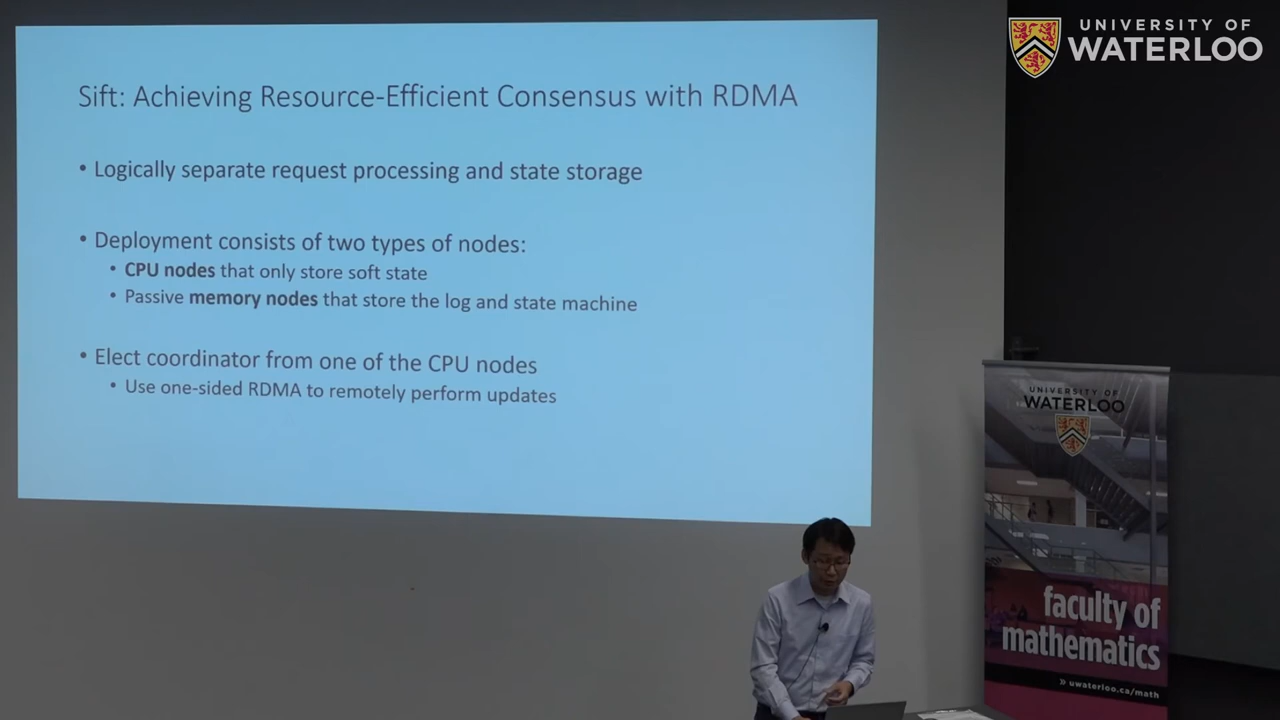 UNIVERSITY OF
WATERLOO
Sift: Achieving Resource-Efficient Consensus with RDMA
• Logically separate request processing and state storage
• Deployment consists of two types of nodes:
• CPU nodes that only store soft state
• Passive memory nodes that store the log and state machine
• Elect coordinator from one of the CPU nodes
• Use one-sided RDMA to remotely perform updates
UNIVERSITY OF
WATERLOO
faculty of
mathematics
» uwaterloo.ca/math